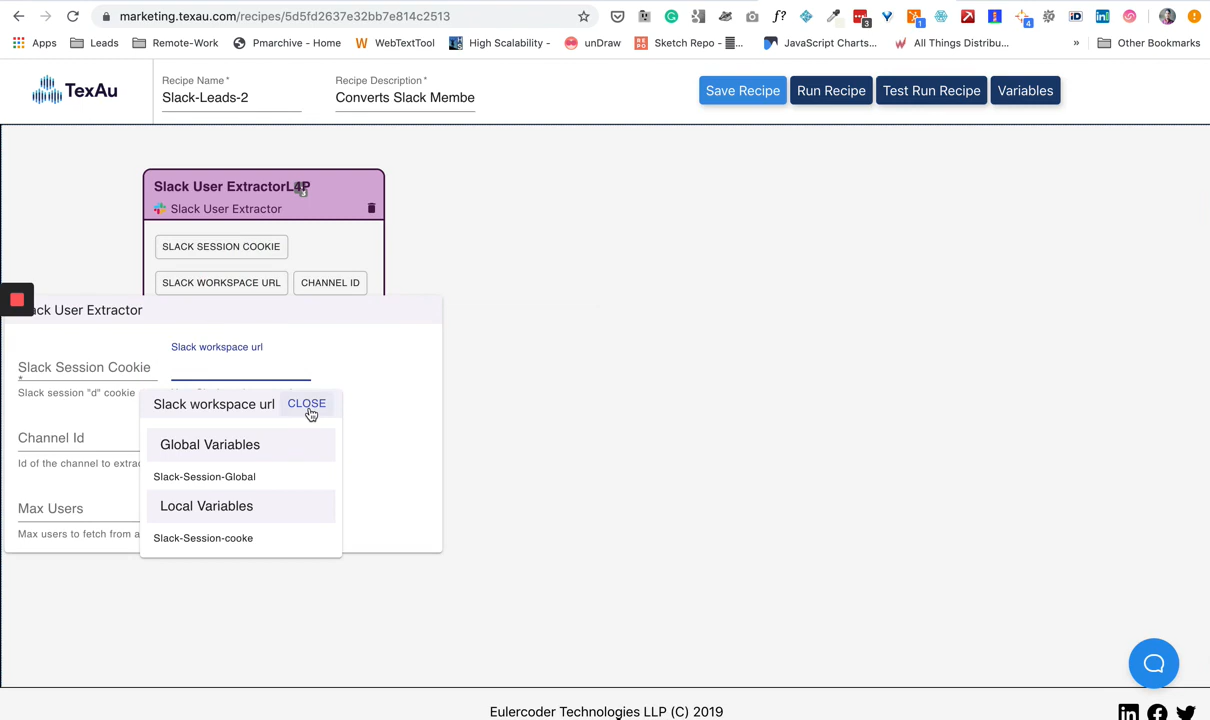 marketing.texau.com/recipes/5d5fd2637e32bb7e814c2513
3
1
4
Apps
Leads
Remote-Work
Pmarchive - Home
WebTextTool
High Scalability -
unDraw
Sketch Repo -
JavaScript Charts...
All Things Distribu...
»
Other Bookmarks
TexAu
Recipe Name *
Slack-Leads-2
Recipe Description *
Converts Slack Membe
Save Recipe
Run Recipe
Test Run Recipe
Variables
Slack User Extractor
Slack User Extractor
SLACK SESSION COOKIE
SLACK WORKSPACE URL
CHANNEL ID
ck User Extractor
Slack workspace url
Slack Session Cookie
*
Slack session "d" cookie
Slack workspace url
CLOSE
Channel Id
Id of the channel to extrac
Global Variables
Slack-Session-Global
Local Variables
Slack-Session-cooke
Max Users
Max users to fetch from a
Eulercoder Technologies LLP (C) 2019